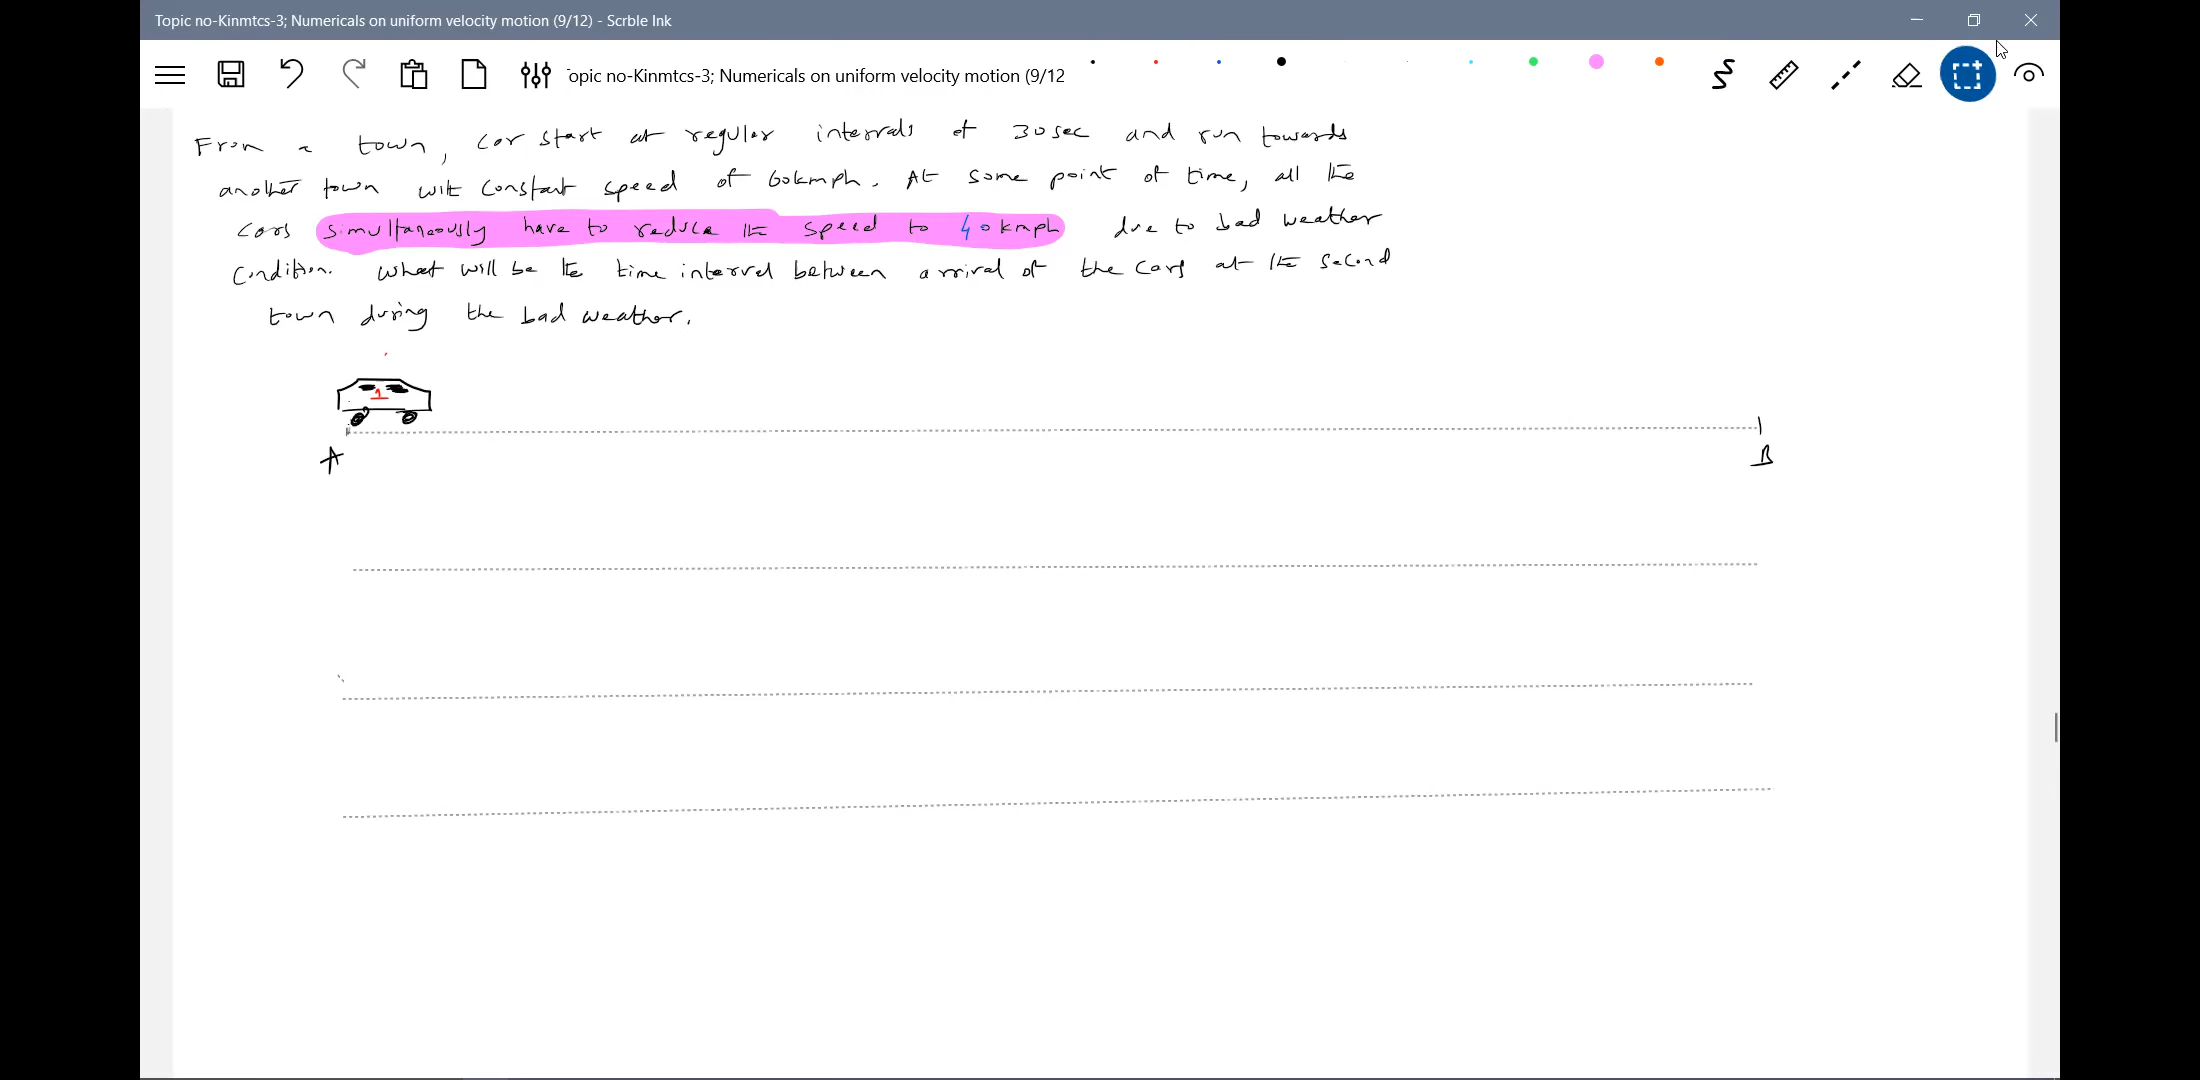 Topic no-Kinmtcs-3; Numericals on uniform velocity motion (9/12) - Scrble Ink
opic no-Kinmtcs-3; Numericals on uniform velocity motion (9/12
From a town, car start at regular intervals of 30sec and run towards
another town with constant speed of 60kmph. At some point of time, all the
cars simultaneously have to reduce the speed to 40kmph due to bad weather
condition. What will be the time interval between arrival of the cars at the second
town during the bad weather.
1
A B